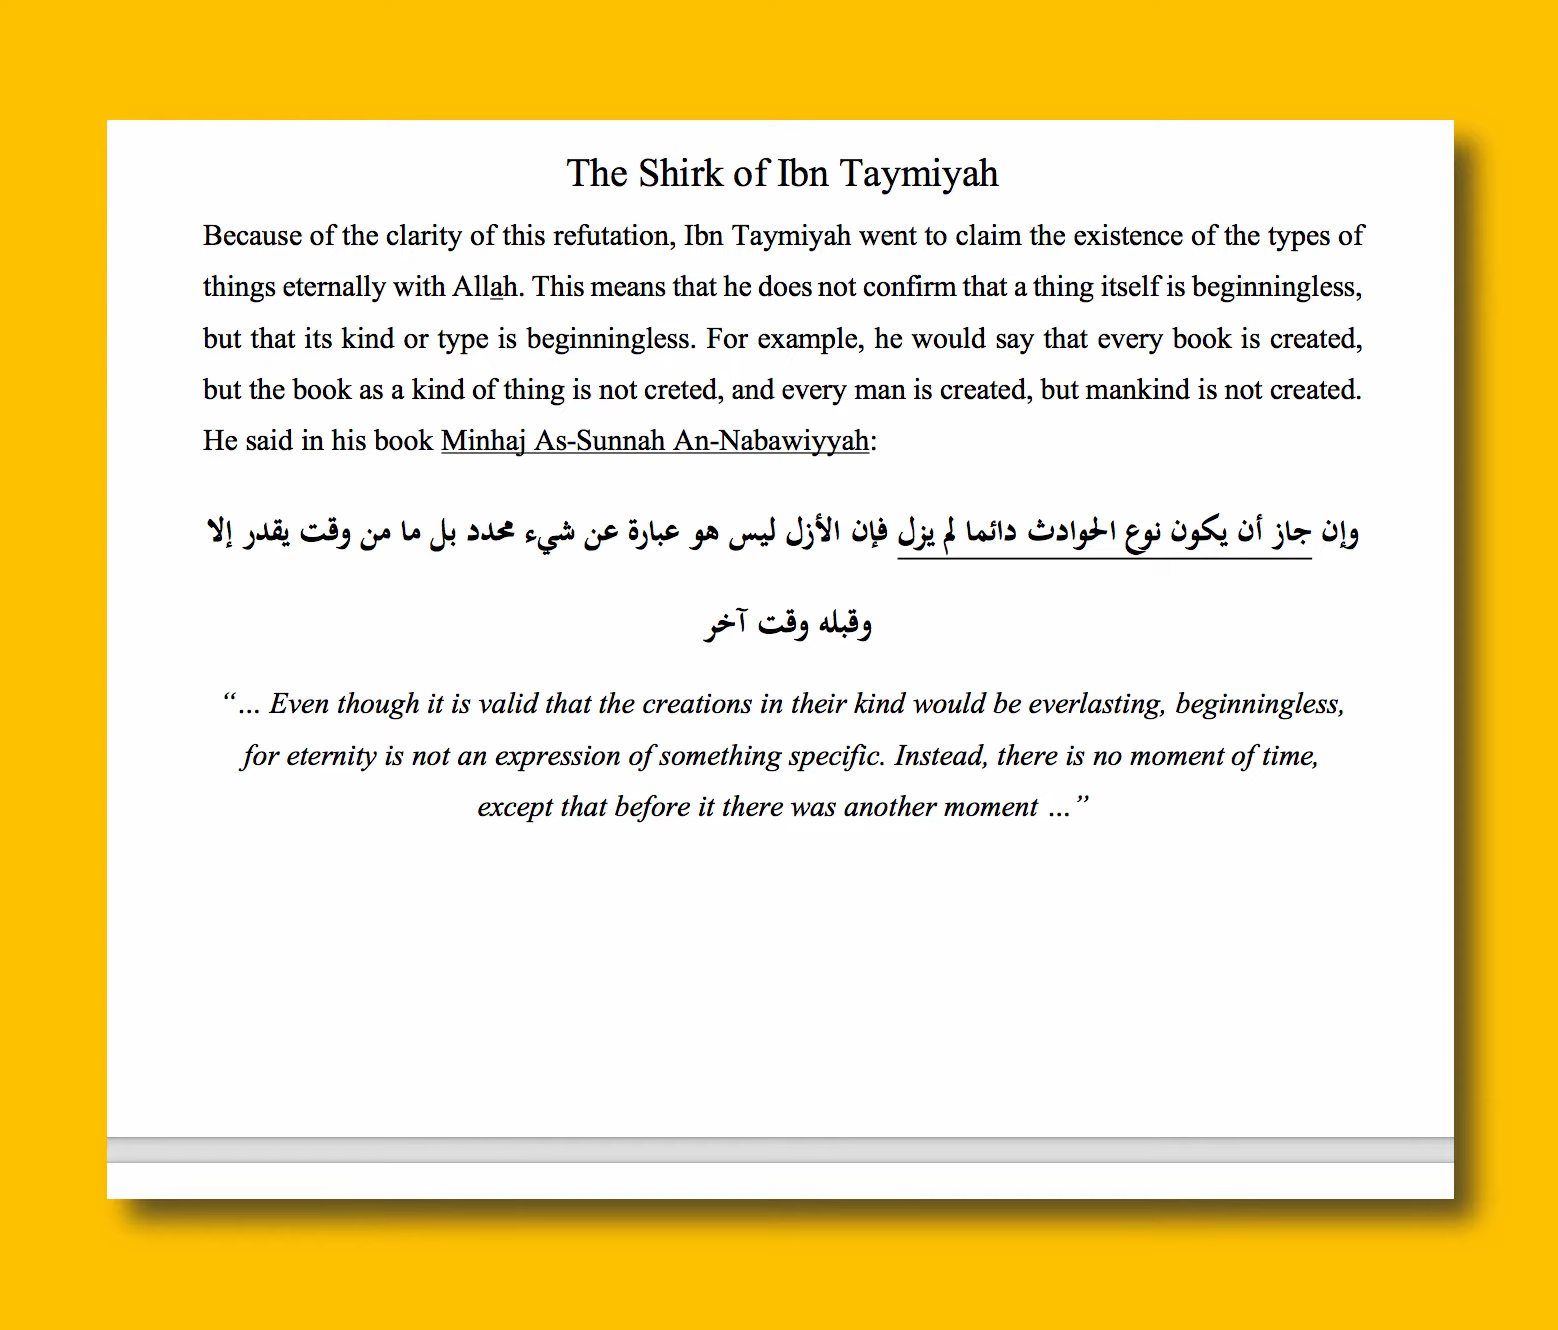 The Shirk of Ibn Taymiyah
Because of the clarity of this refutation, Ibn Taymiyah went to claim the existence of the types of
things eternally with Allah. This means that he does not confirm that a thing itself is beginningless,
but that its kind or type is beginningless. For example, he would say that every book is created,
but the book as a kind of thing is not creted, and every man is created, but mankind is not created.
He said in his book Minhaj As-Sunnah An-Nabawiyyah:
وإن جاز أن يكون نوع الحوادث دائما لم يزل فإن الأزل ليس هو عبارة عن شيء محدد بل ما من وقت يقدر إلا
وقبله وقت آخر
“... Even though it is valid that the creations in their kind would be everlasting, beginningless,
for eternity is not an expression of something specific. Instead, there is no moment of time,
except that before it there was another moment ...”